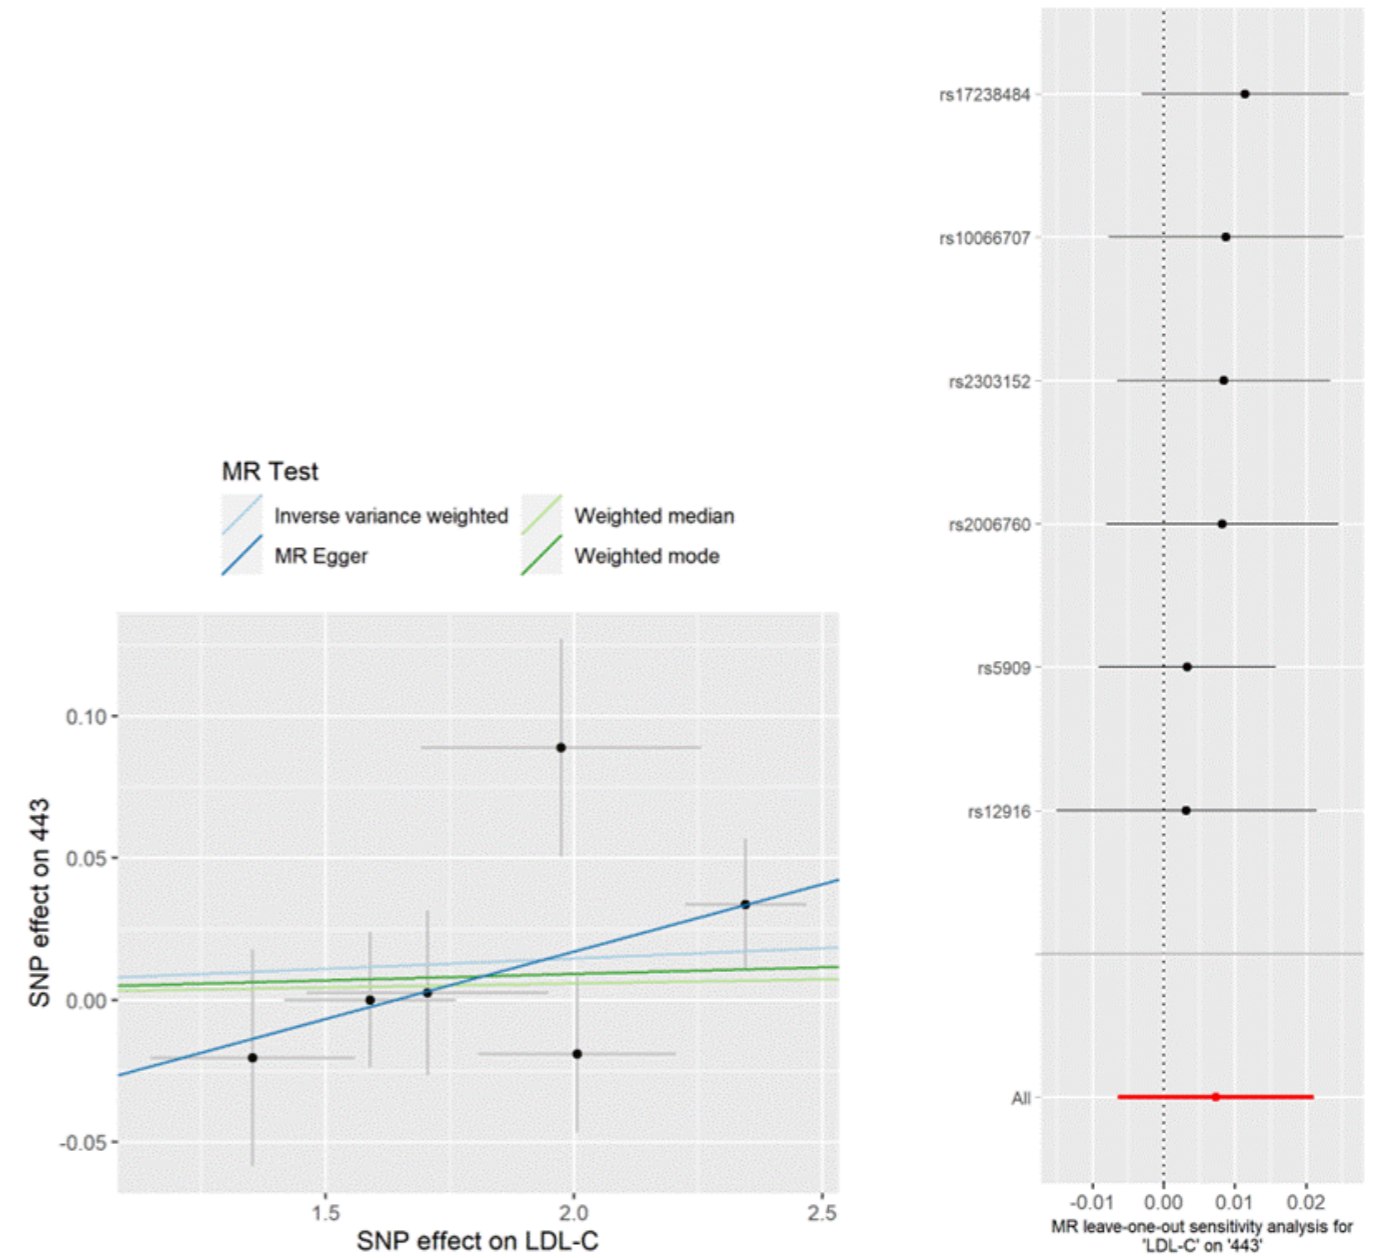 MR Test
Inverse variance weighted
Weighted median
MR Egger
Weighted mode
SNP effect on 443
0.10
0.05
0.00
-0.05
1.5
2.0
2.5
SNP effect on LDL-C
rs17238484
rs10066707
rs2303152
rs2006760
rs5909
rs12916
All
-0.01
0.00
0.01
0.02
MR leave-one-out sensitivity analysis for
'LDL-C' on '443'